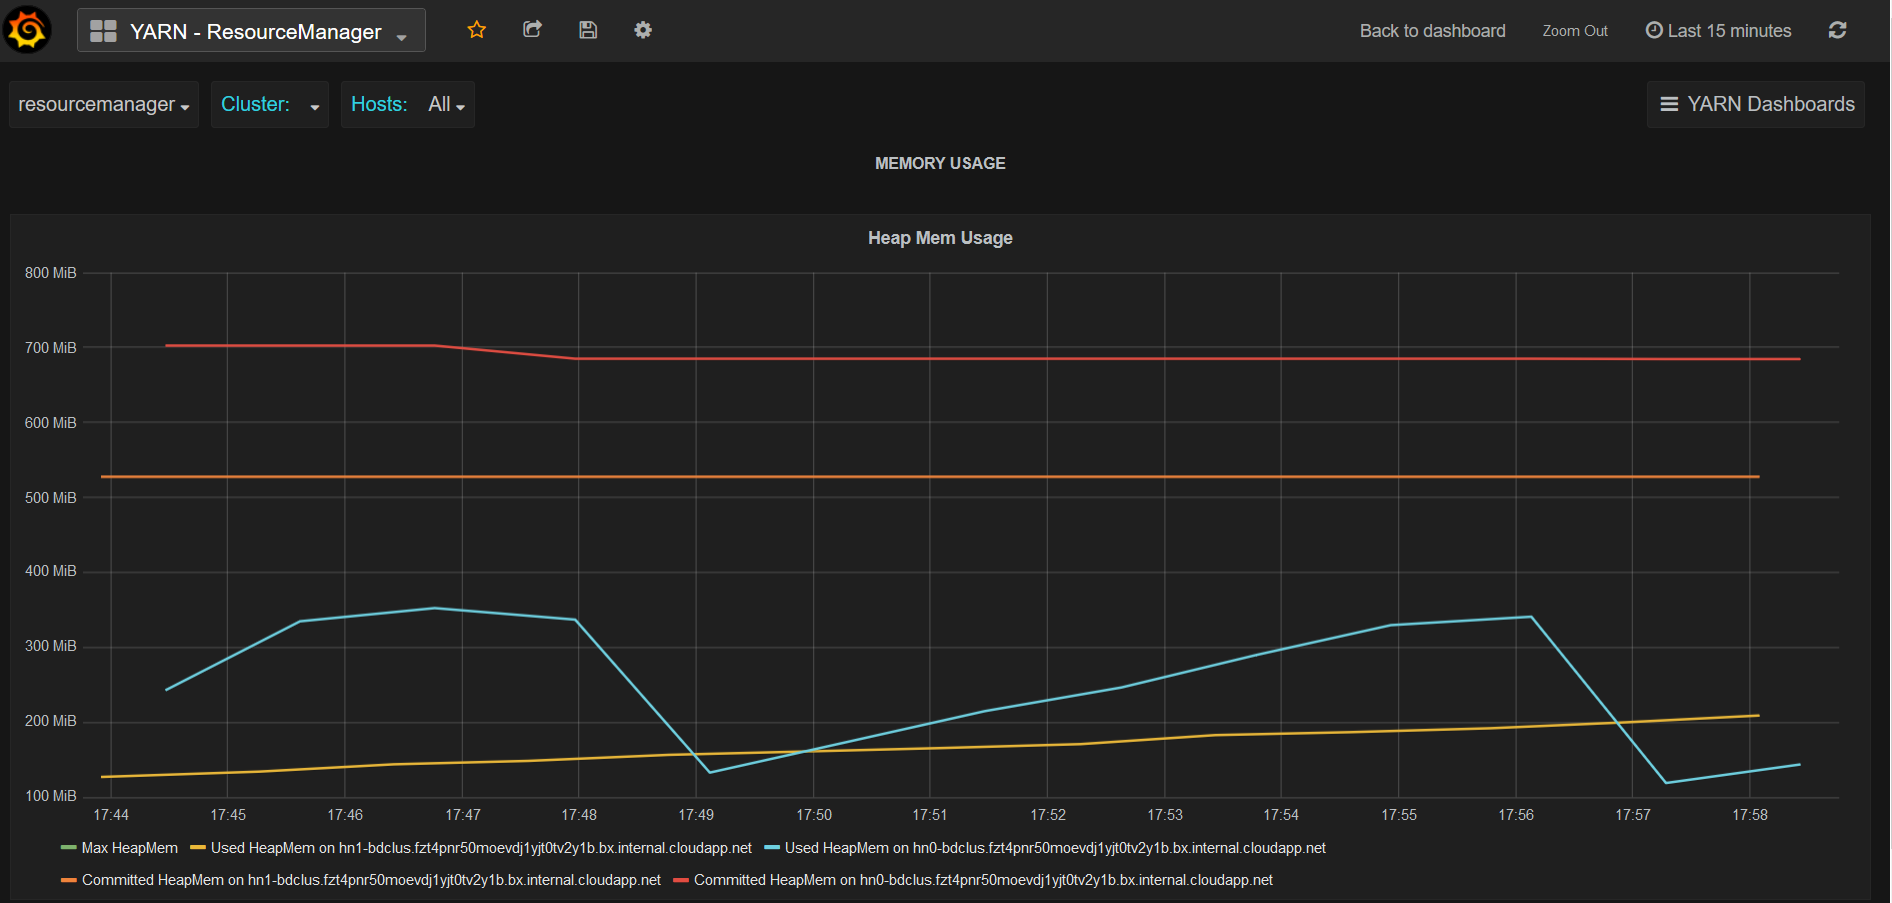 YARN - ResourceManager
Back to dashboard Zoom Out Last 15 minutes
resourcemanager Cluster: Hosts: All YARN Dashboards
MEMORY USAGE
Heap Mem Usage
800 MiB
700 MiB
600 MiB
500 MiB
400 MiB
300 MiB
200 MiB
100 MiB
17:44 17:45 17:46 17:47 17:48 17:49 17:50 17:51 17:52 17:53 17:54 17:55 17:56 17:57 17:58
Max HeapMem Used HeapMem on hn1-bdclus.fzt4pnr50moevdj1yjt0tv2y1b.bx.internal.cloudapp.net Used HeapMem on hn0-bdclus.fzt4pnr50moevdj1yjt0tv2y1b.bx.internal.cloudapp.net
Committed HeapMem on hn1-bdclus.fzt4pnr50moevdj1yjt0tv2y1b.bx.internal.cloudapp.net Committed HeapMem on hn0-bdclus.fzt4pnr50moevdj1yjt0tv2y1b.bx.internal.cloudapp.net